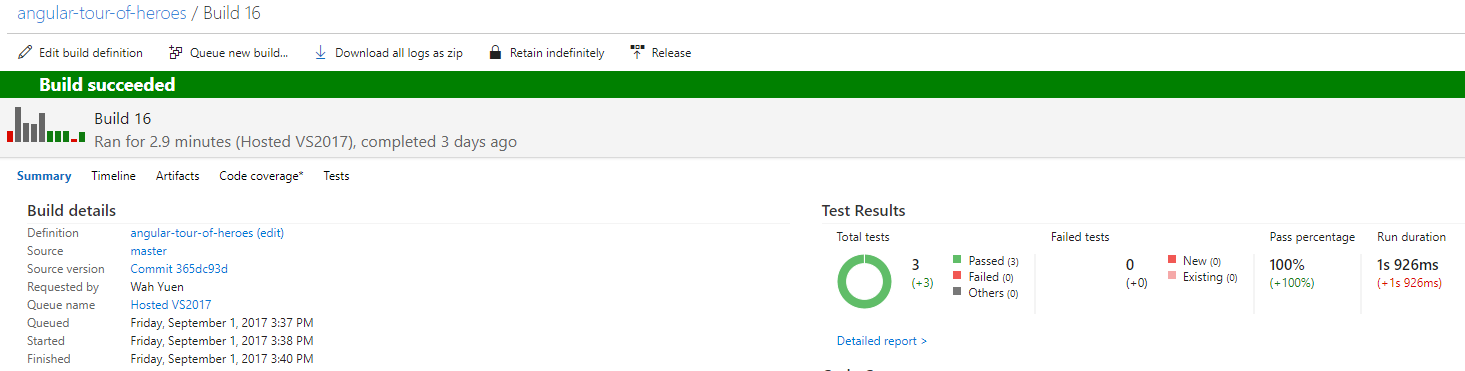 angular-tour-of-heroes / Build 16
Edit build definition Queue new build... Download all logs as zip Retain indefinitely Release
Build succeeded
Build 16
Ran for 2.9 minutes (Hosted VS2017), completed 3 days ago
Summary Timeline Artifacts Code coverage* Tests
Build details
Definition angular-tour-of-heroes (edit)
Source master
Source version Commit 365dc93d
Requested by Wah Yuen
Queue name Hosted VS2017
Queued Friday, September 1, 2017 3:37 PM
Started Friday, September 1, 2017 3:38 PM
Finished Friday, September 1, 2017 3:40 PM
Test Results
Total tests Failed tests Pass percentage Run duration
3 Passed (3) 0 New (0) 100% 1s 926ms
(+3) Failed (0) (+0) Existing (0) (+100%) (+1s 926ms)
Others (0)
Detailed report >